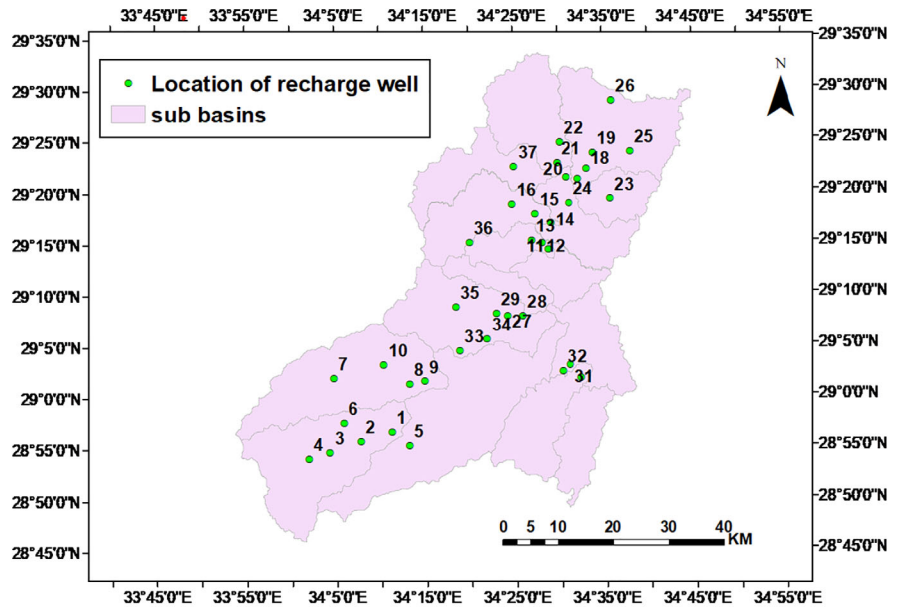 33°45'0"E 33°55'0"E 34°5'0"E 34°15'0"E 34°25'0"E 34°35'0"E 34°45'0"E 34°55'0"E
29°35'0"N 29°35'0"N
N
Location of recharge well
sub basins
29°30'0"N 26 29°30'0"N
29°25'0"N 22 19 25 29°25'0"N
37 21 18
20
29°20'0"N 16 15 24 23 29°20'0"N
13 14
29°15'0"N 36 11 12 29°15'0"N
29°10'0"N 35 29 28 29°10'0"N
34 27
29°5'0"N 10 33 29°5'0"N
7 8 9 32
31
29°0'0"N 29°0'0"N
6 1
28°55'0"N 4 3 2 5 28°55'0"N
28°50'0"N 28°50'0"N
0 5 10 20 30 40
KM
28°45'0"N 28°45'0"N
33°45'0"E 33°55'0"E 34°5'0"E 34°15'0"E 34°25'0"E 34°35'0"E 34°45'0"E 34°55'0"E